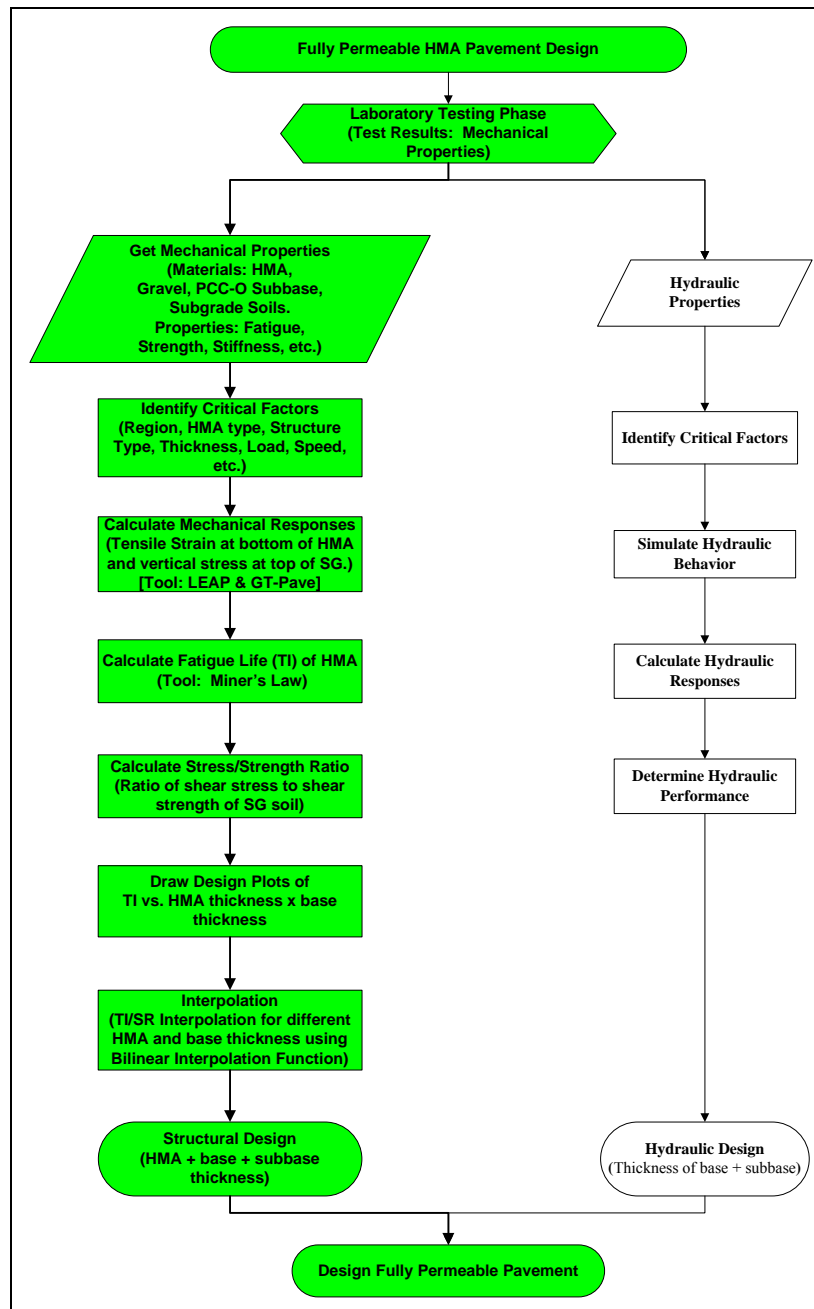 Fully Permeable HMA Pavement Design
Laboratory Testing Phase
(Test Results:  Mechanical
Properties)
Get Mechanical Properties
(Materials: HMA,
Gravel, PCC-O Subbase,
Subgrade Soils.
Properties: Fatigue,
Strength, Stiffness, etc.)
Identify Critical Factors
(Region, HMA type, Structure
Type, Thickness, Load, Speed,
etc.)
Calculate Mechanical Responses
(Tensile Strain at bottom of HMA
and vertical stress at top of SG.)
[Tool: LEAP & GT-Pave]
Calculate Fatigue Life (TI) of HMA
(Tool:  Miner's Law)
Calculate Stress/Strength Ratio
(Ratio of shear stress to shear
strength of SG soil)
Draw Design Plots of
TI vs. HMA thickness x base
thickness
Interpolation
(TI/SR Interpolation for different
HMA and base thickness using
Bilinear Interpolation Function)
Structural Design
(HMA + base + subbase
thickness)
Hydraulic
Properties
Identify Critical Factors
Simulate Hydraulic
Behavior
Calculate Hydraulic
Responses
Determine Hydraulic
Performance
Hydraulic Design
(Thickness of base + subbase)
Design Fully Permeable Pavement